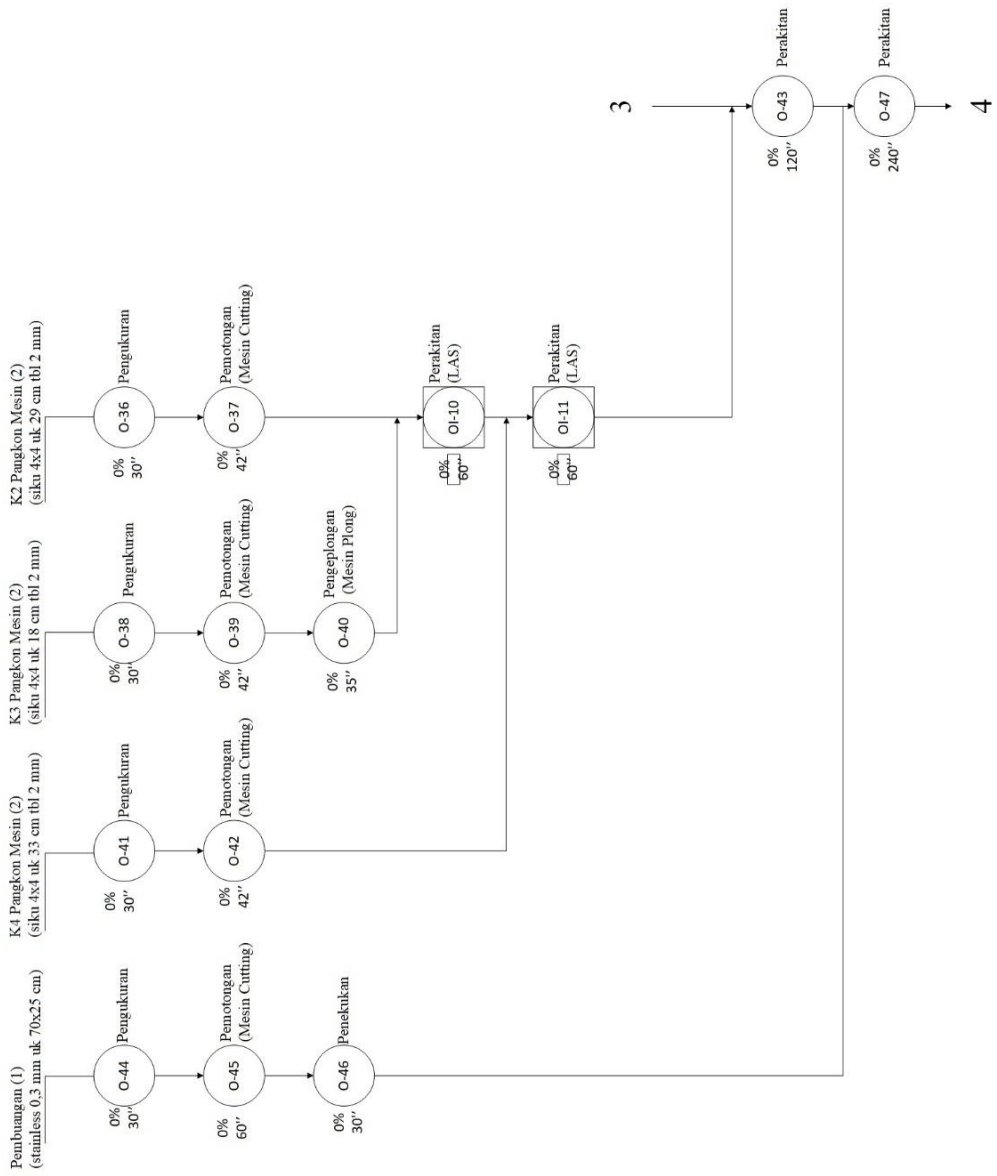 Pembuangan (1)
(stainless 0,3 mm uk 70x25 cm)
0%
30’’
O-44
Pengukuran
0%
60’’
O-45
Pemotongan
(Mesin Cutting)
0%
30’’
O-46
Penekukan
K4 Pangkon Mesin (2)
(siku 4x4 uk 33 cm tbl 2 mm)
0%
30’’
O-41
Pengukuran
0%
42’’
O-42
Pemotongan
(Mesin Cutting)
K3 Pangkon Mesin (2)
(siku 4x4 uk 18 cm tbl 2 mm)
0%
30’’
O-38
Pengukuran
0%
42’’
O-39
Pemotongan
(Mesin Cutting)
0%
35’’
O-40
Pengeplongan
(Mesin Plong)
K2 Pangkon Mesin (2)
(siku 4x4 uk 29 cm tbl 2 mm)
0%
30’’
O-36
Pengukuran
0%
42’’
O-37
Pemotongan
(Mesin Cutting)
0%
60’’
OI-10
Perakitan
(LAS)
0%
60’’
OI-11
Perakitan
(LAS)
3
0%
120’’
O-43
Perakitan
0%
240’’
O-47
Perakitan
4